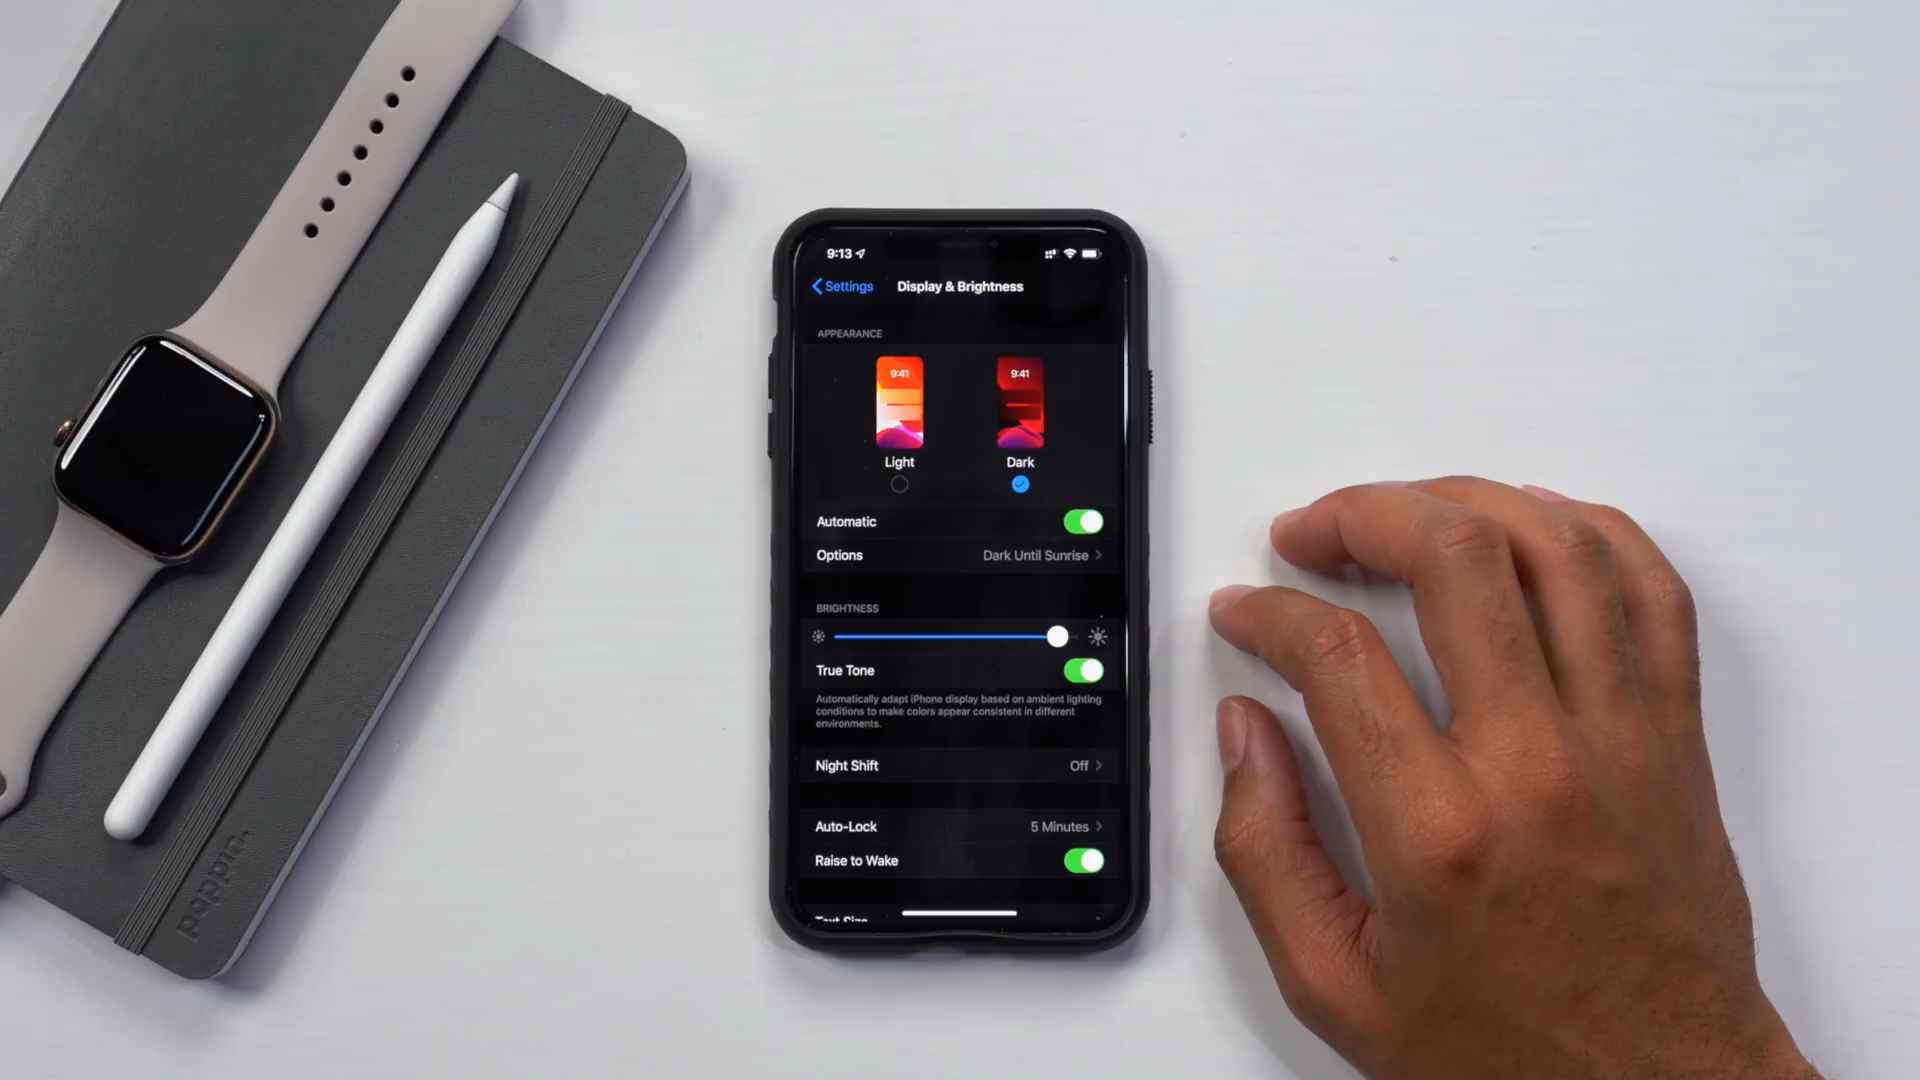 9:13
Settings
Display & Brightness
APPEARANCE
9:41
9:41
Light
Dark
Automatic
Options
Dark Until Sunrise
BRIGHTNESS
True Tone
Automatically adapt iPhone display based on ambient lighting
conditions to make colors appear consistent in different
environments.
Night Shift
Off
Auto-Lock
5 Minutes
Raise to Wake
Text Size
poppin.